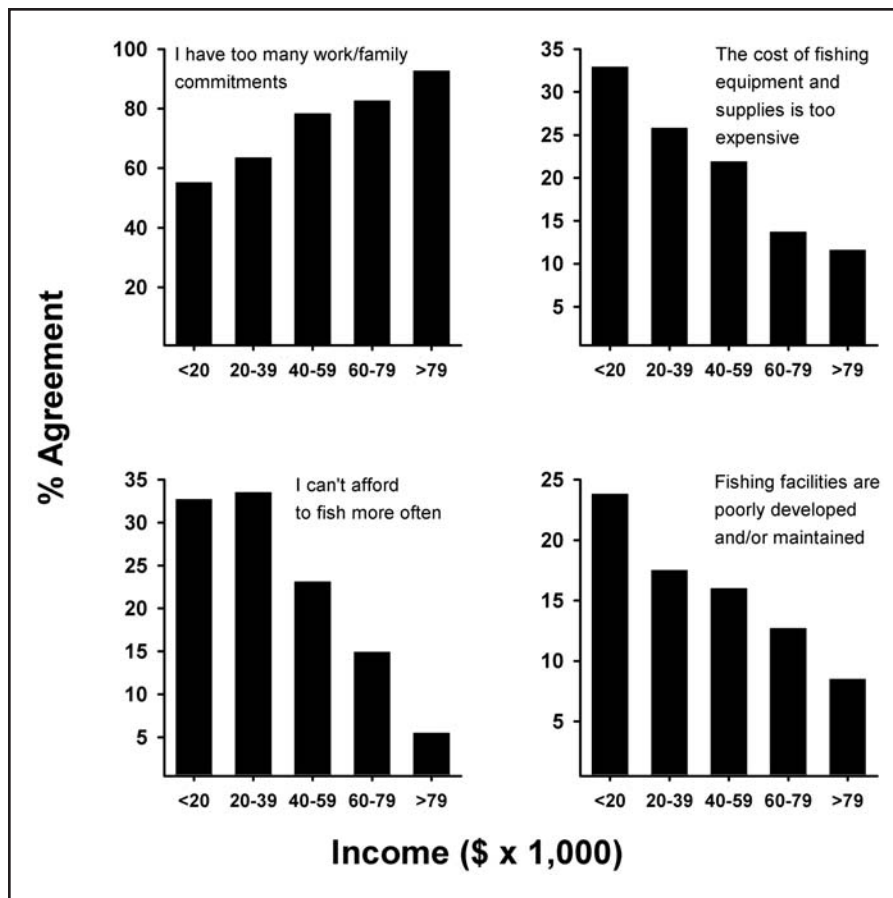 I have too many work/family
commitments
100
80
60
40
20
<20 20-39 40-59 60-79 >79
The cost of fishing
equipment and
supplies is too
expensive
35
30
25
20
15
10
5
<20 20-39 40-59 60-79 >79
% Agreement
I can't afford
to fish more often
35
30
25
20
15
10
5
<20 20-39 40-59 60-79 >79
Fishing facilities are
poorly developed
and/or maintained
25
20
15
10
5
<20 20-39 40-59 60-79 >79
Income ($ x 1,000)